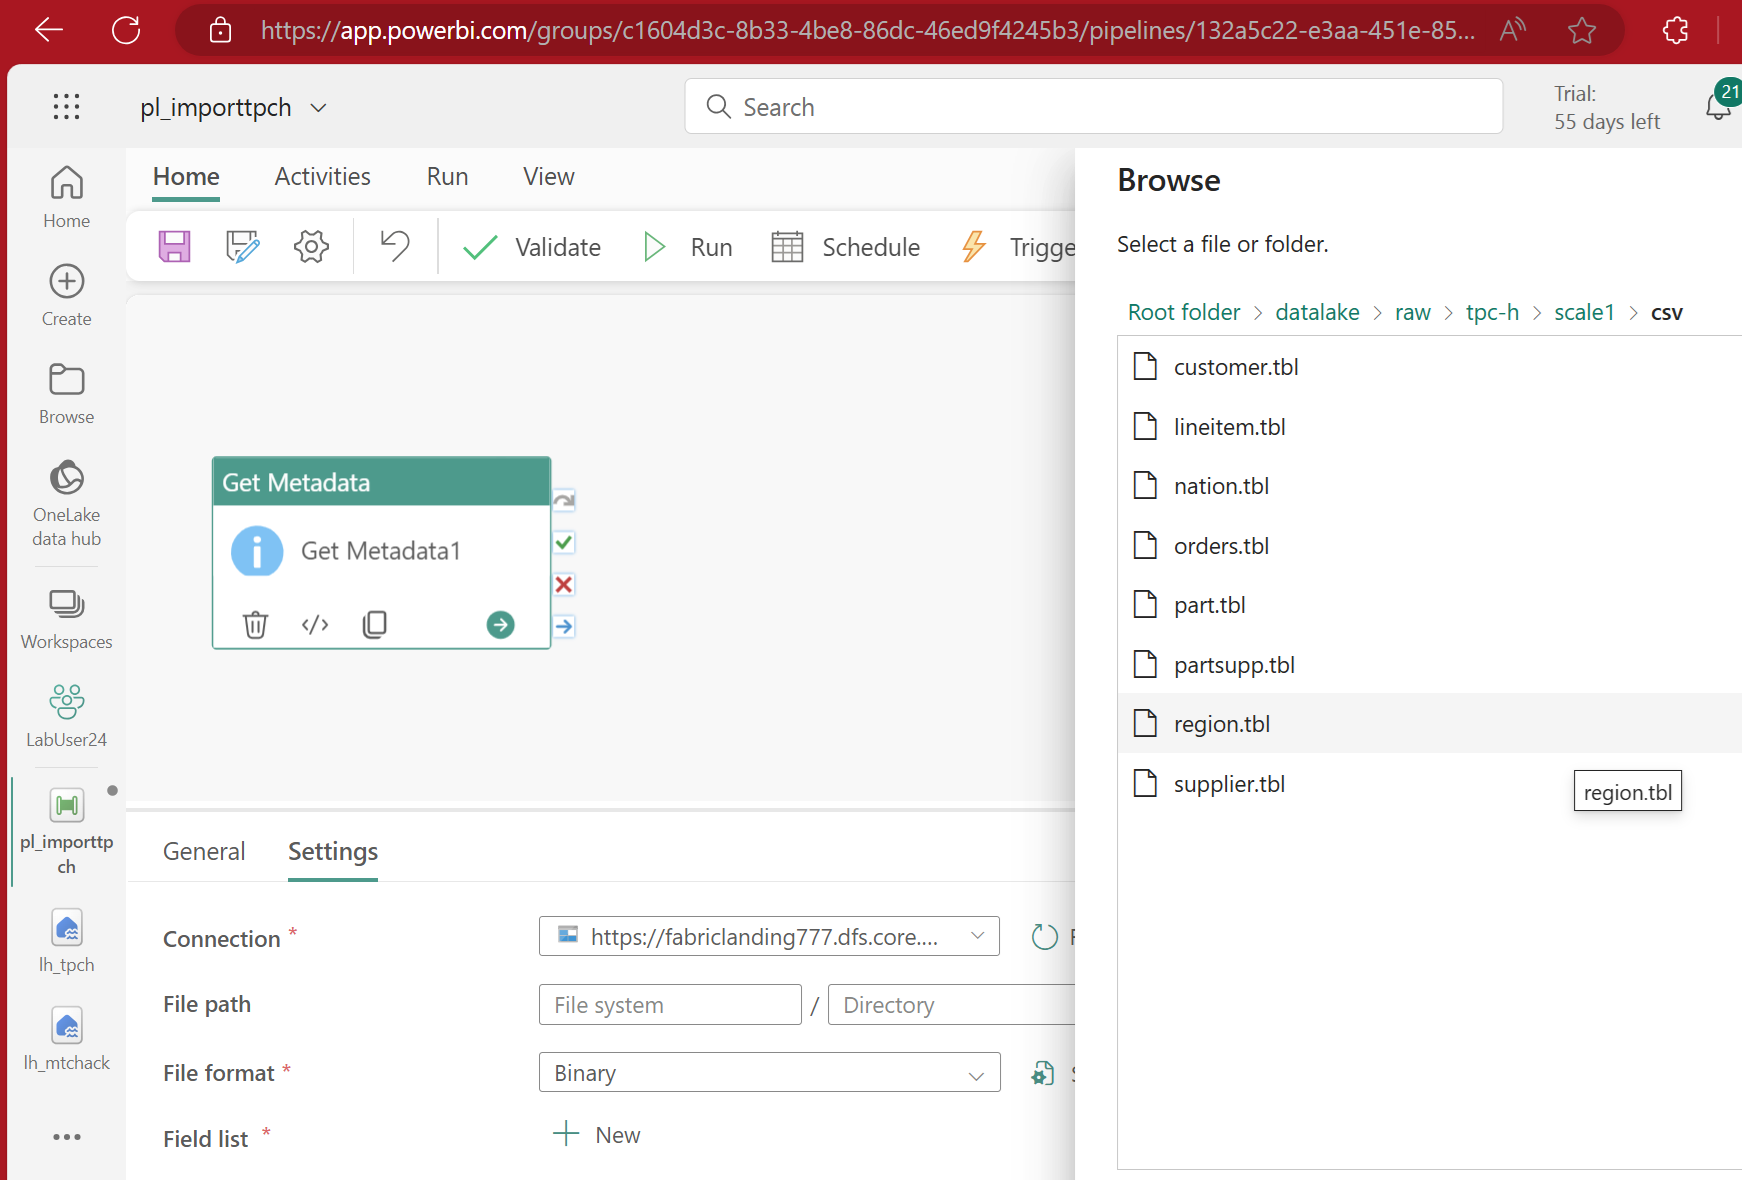 https://app.powerbi.com/groups/c1604d3c-8b33-4be8-86dc-46ed9f4245b3/pipelines/132a5c22-e3aa-451e-85...
pl_importtpch
Search
Trial:
55 days left
21
Home
Create
Browse
OneLake
data hub
Workspaces
LabUser24
pl_importtp
ch
lh_tpch
lh_mtchack
Home Activities Run View
Validate Run Schedule Trigge
Get Metadata
Get Metadata1
General Settings
Connection *
https://fabriclanding777.dfs.core....
File path
File system / Directory
File format *
Binary
Field list *
New
Browse
Select a file or folder.
Root folder > datalake > raw > tpc-h > scale1 > csv
customer.tbl
lineitem.tbl
nation.tbl
orders.tbl
part.tbl
partsupp.tbl
region.tbl
supplier.tbl
region.tbl